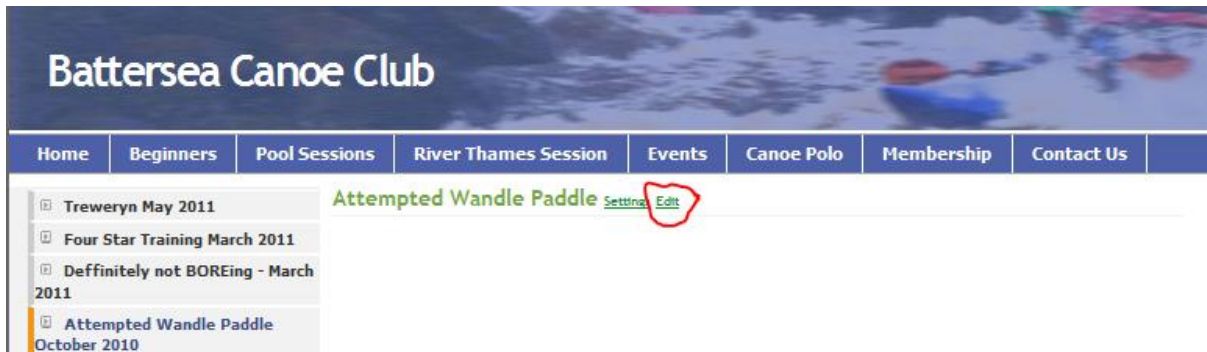 Battersea Canoe Club
Home Beginners Pool Sessions River Thames Session Events Canoe Polo Membership Contact Us
Attempted Wandle Paddle Settings Edit
Treweryn May 2011
Four Star Training March 2011
Deffinitely not BOREing - March
2011
Attempted Wandle Paddle
October 2010